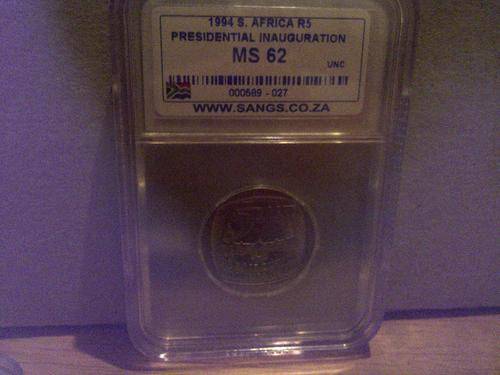 1994 S. AFRICA R5
PRESIDENTIAL INAUGURATION
MS 62
UNC
000589 - 027
WWW.SANGS.CO.ZA